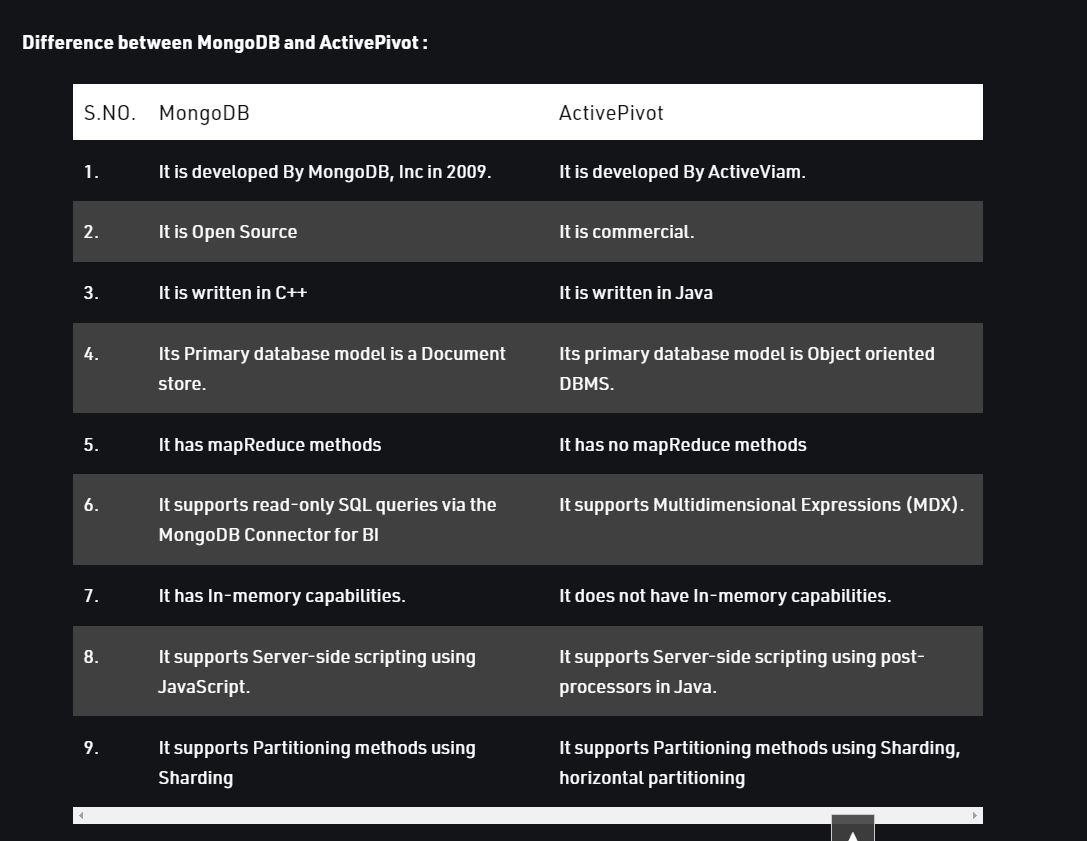 Difference between MongoDB and ActivePivot :
S.NO. MongoDB ActivePivot
1. It is developed By MongoDB, Inc in 2009. It is developed By ActiveViam.
2. It is Open Source It is commercial.
3. It is written in C++ It is written in Java
4. Its Primary database model is a Document Its primary database model is Object oriented
store. DBMS.
5. It has mapReduce methods It has no mapReduce methods
6. It supports read-only SQL queries via the It supports Multidimensional Expressions (MDX).
MongoDB Connector for BI
7. It has In-memory capabilities. It does not have In-memory capabilities.
8. It supports Server-side scripting using It supports Server-side scripting using post-
JavaScript. processors in Java.
9. It supports Partitioning methods using It supports Partitioning methods using Sharding,
Sharding horizontal partitioning